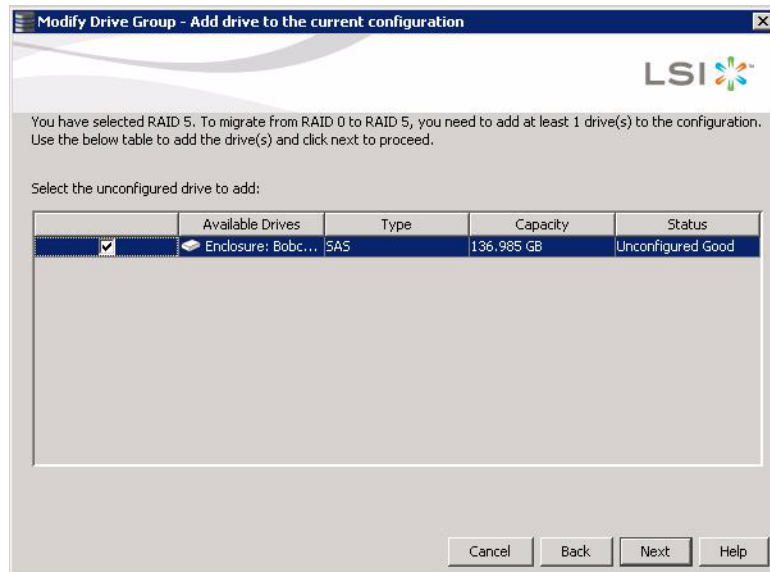 Modify Drive Group - Add drive to the current configuration
LSI
You have selected RAID 5. To migrate from RAID 0 to RAID 5, you need to add at least 1 drive(s) to the configuration.
Use the below table to add the drive(s) and click next to proceed.
Select the unconfigured drive to add:
Available Drives Type Capacity Status
Enclosure: Bobc... SAS 136.985 GB Unconfigured Good
Cancel Back Next Help